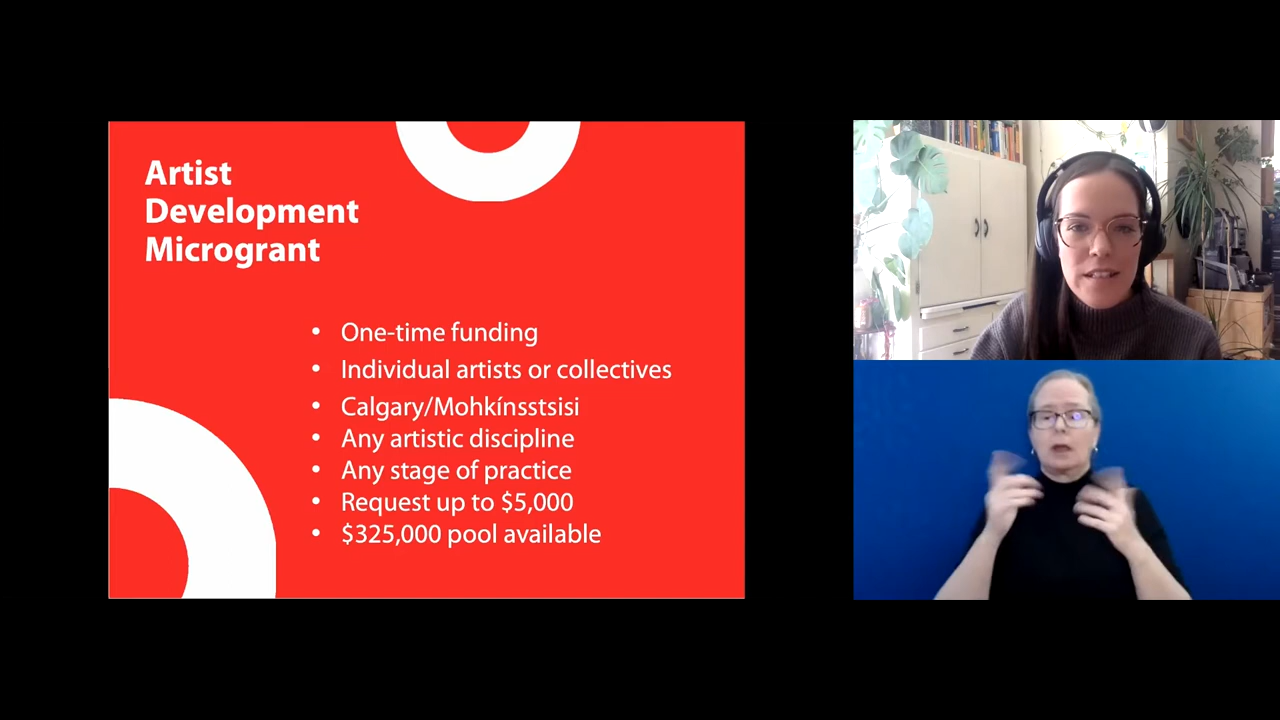 Artist
Development
Microgrant
• One-time funding
• Individual artists or collectives
• Calgary/Mohkínsstsisi
• Any artistic discipline
• Any stage of practice
• Request up to $5,000
• $325,000 pool available